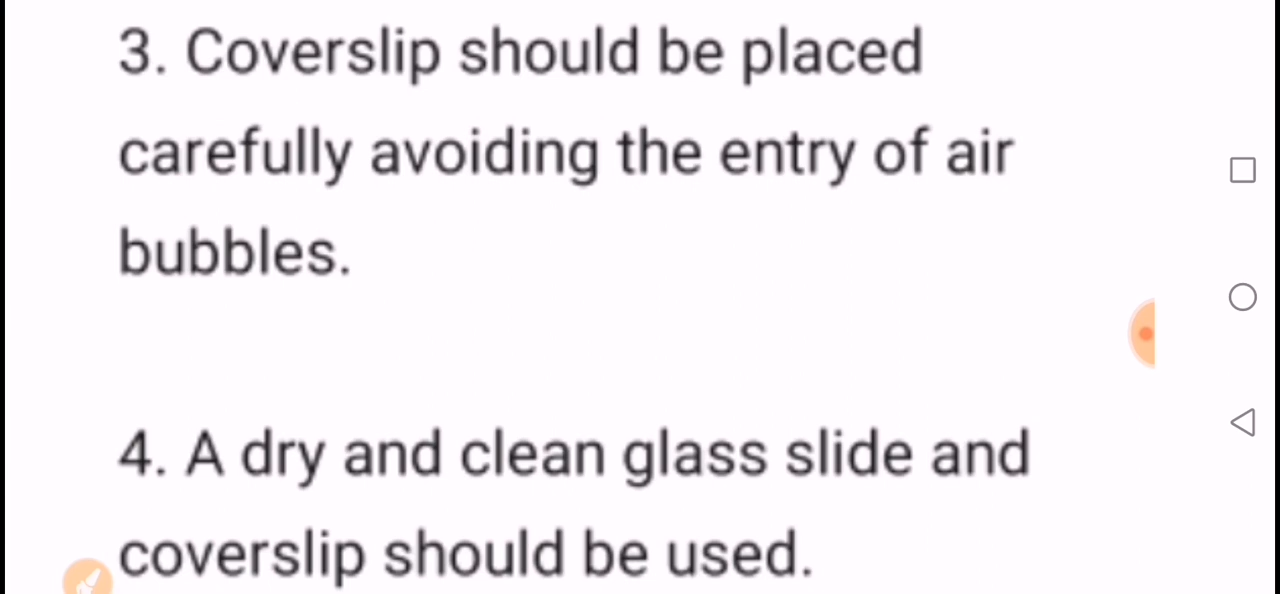 3. Coverslip should be placed
carefully avoiding the entry of air
bubbles.
4. A dry and clean glass slide and
coverslip should be used.